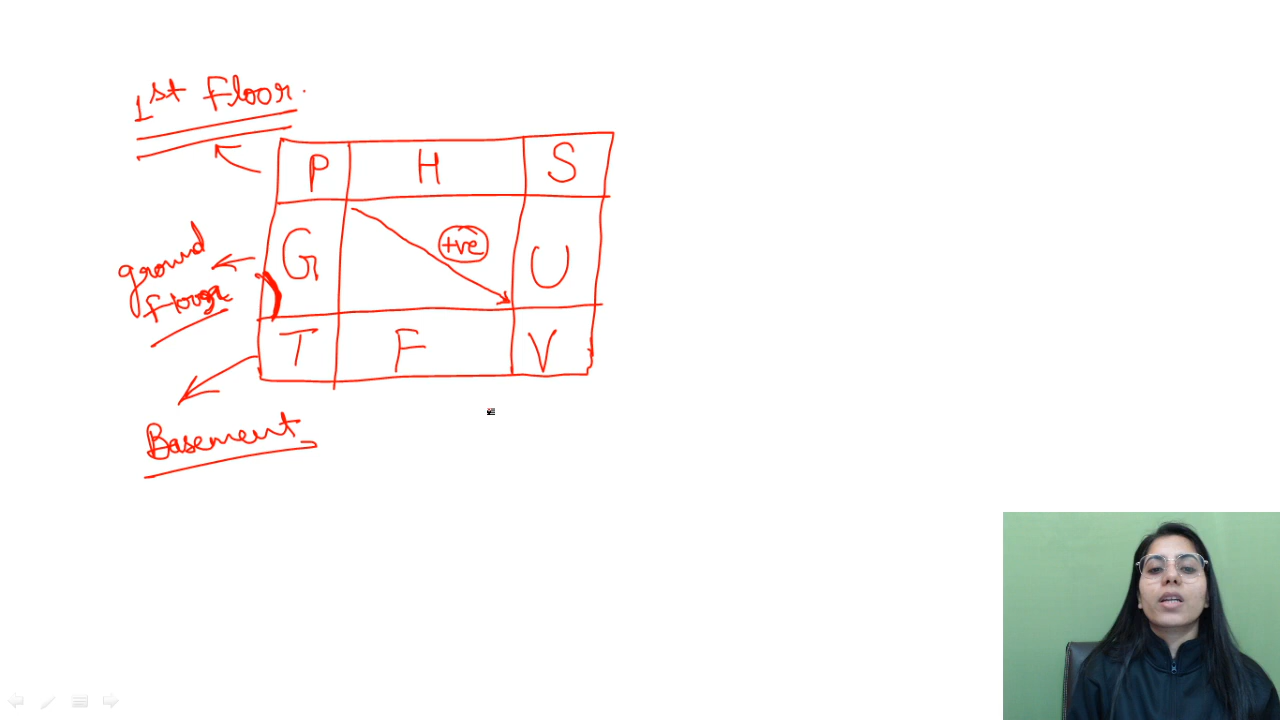 1st Floor.
P H S
ground
floor
G +ve U
T F V
Basement